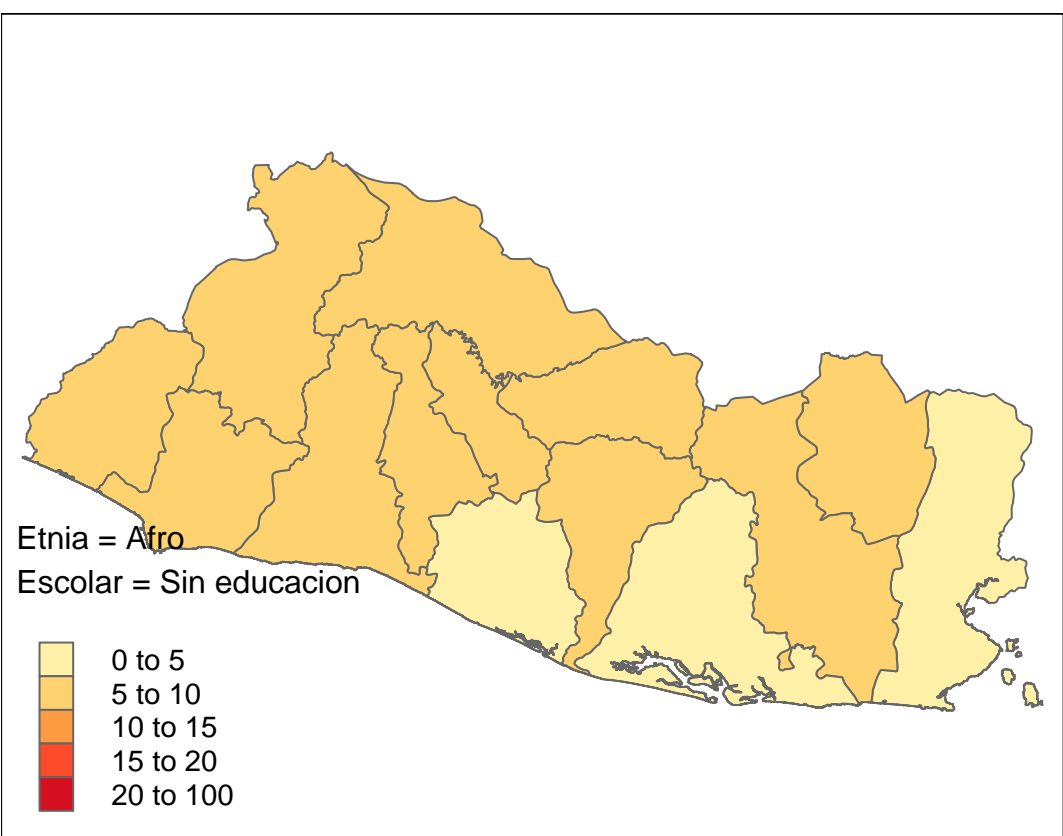 Etnia = Afro
Escolar = Sin educacion
0 to 5
5 to 10
10 to 15
15 to 20
20 to 100